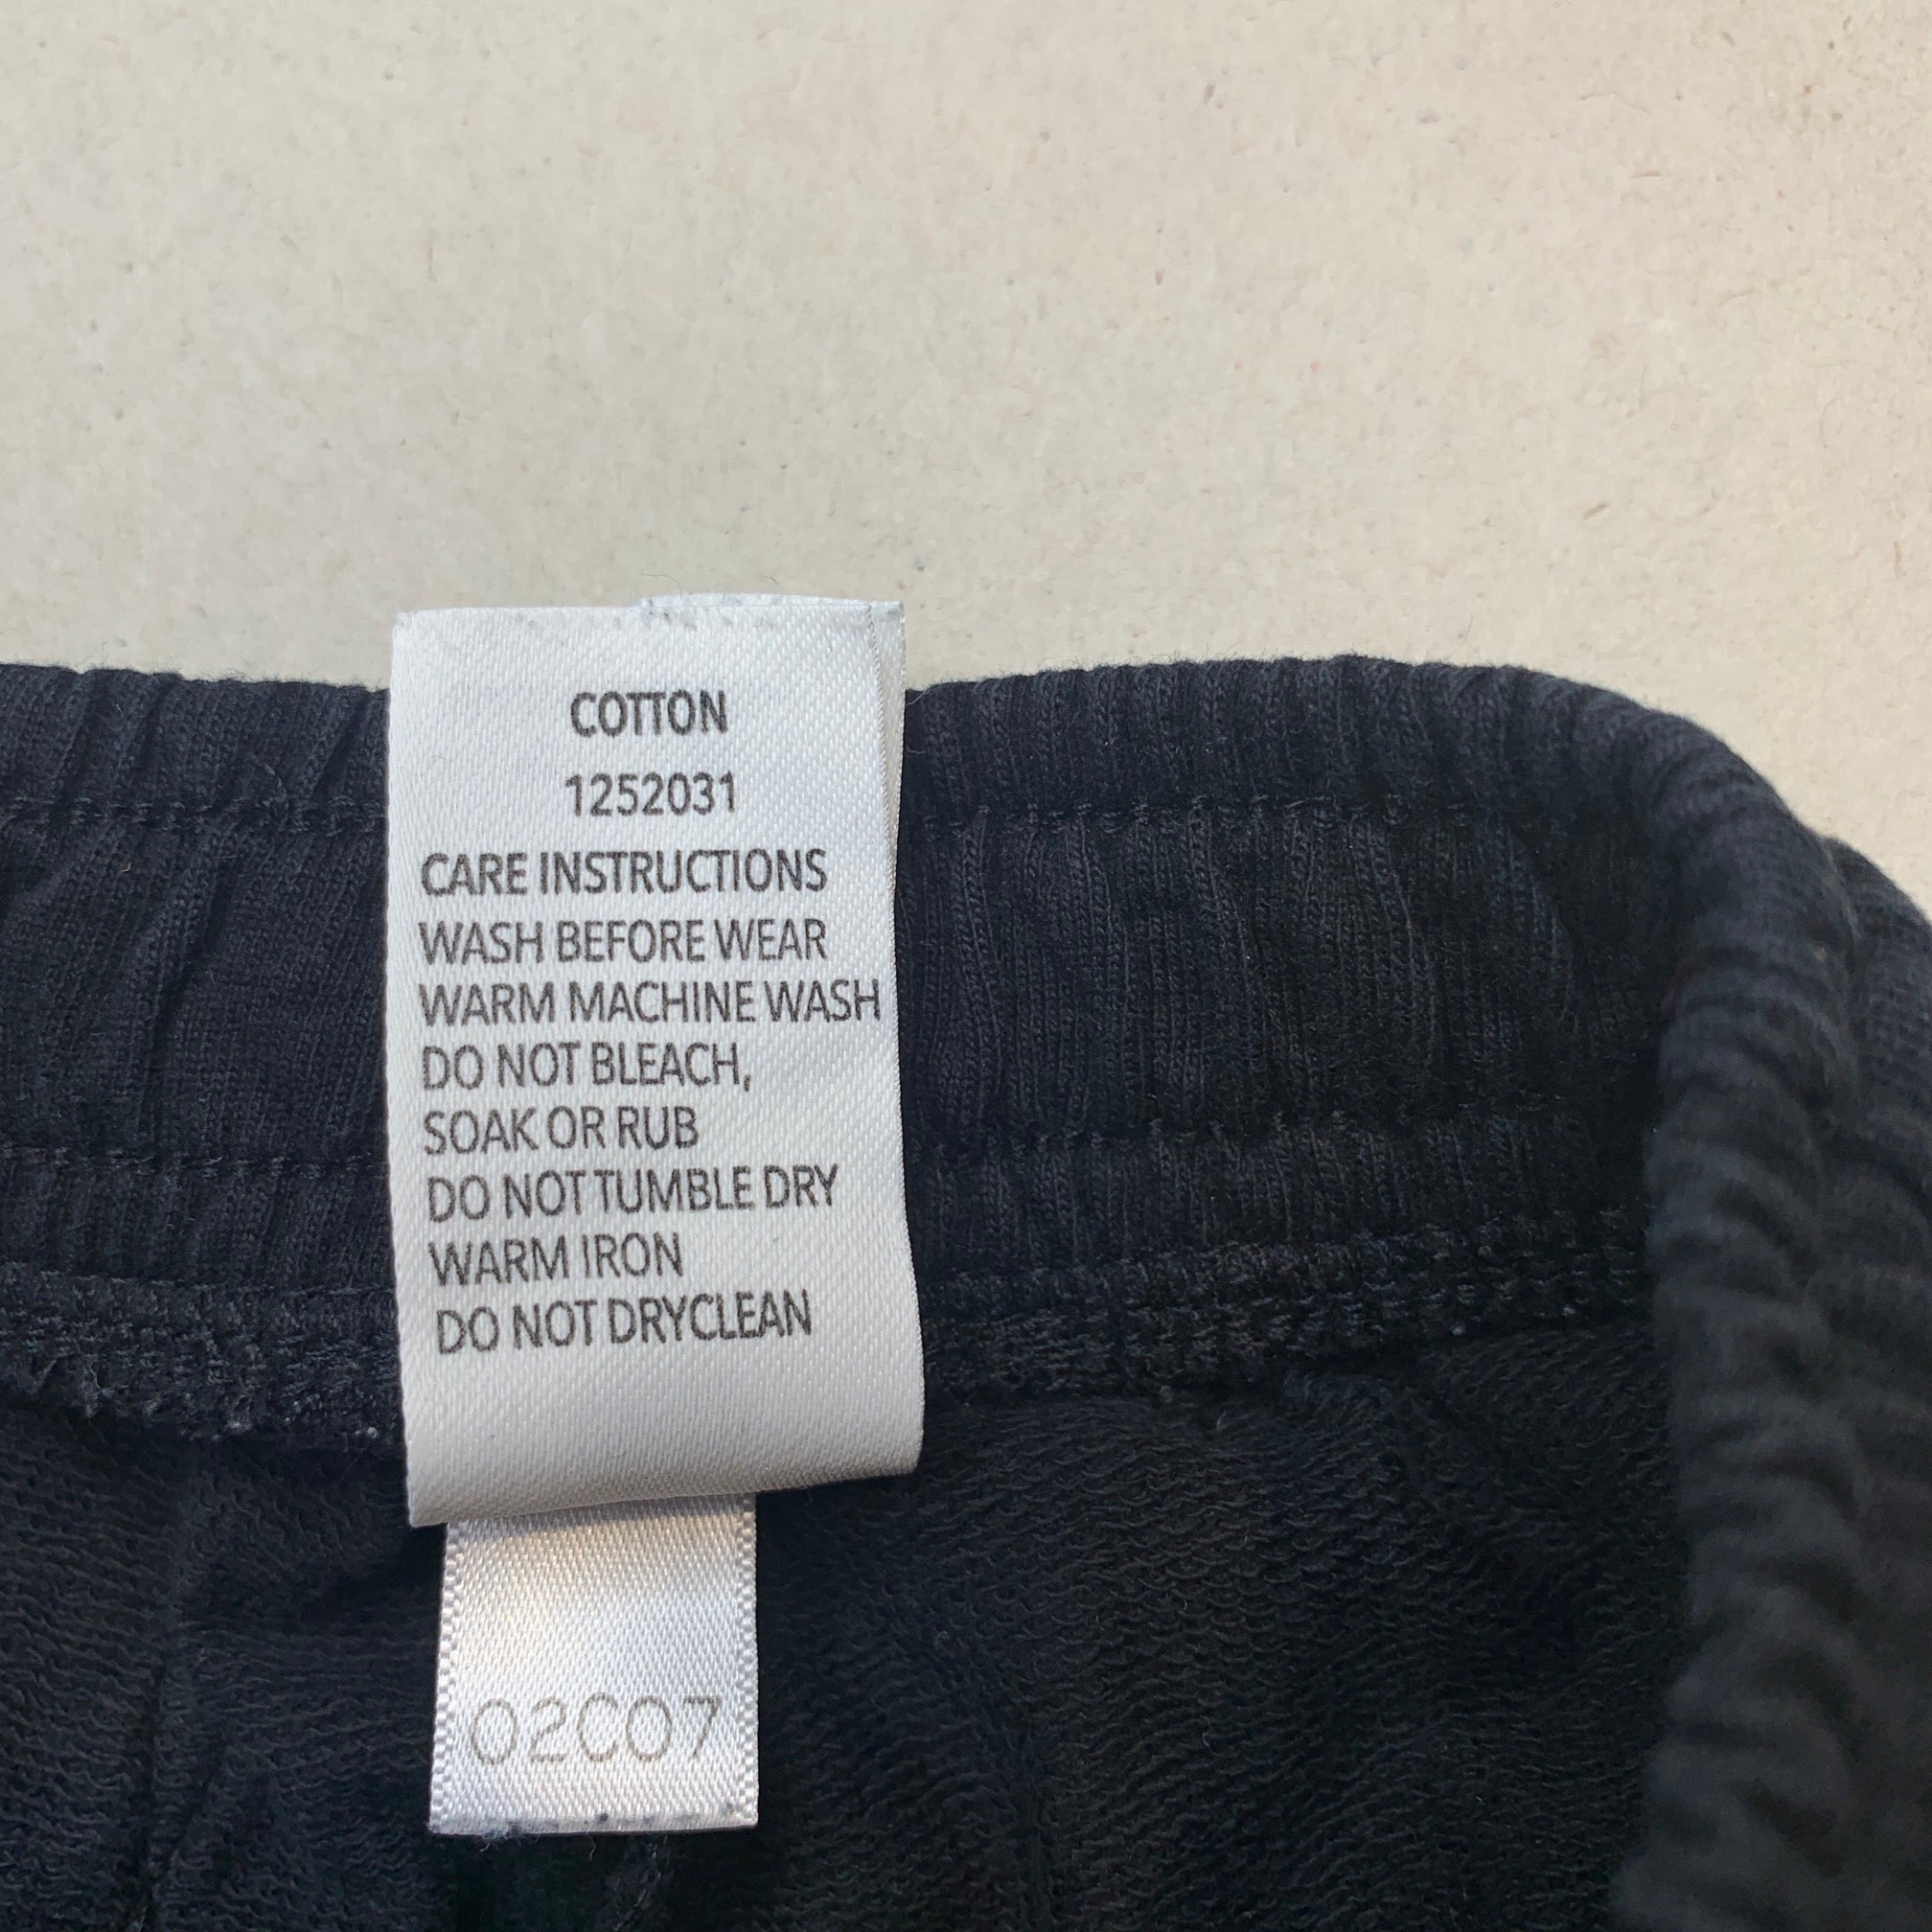 COTTON
1252031
CARE INSTRUCTIONS
WASH BEFORE WEAR
WARM MACHINE WASH
DO NOT BLEACH,
SOAK OR RUB
DO NOT TUMBLE DRY
WARM IRON
DO NOT DRYCLEAN
02C07